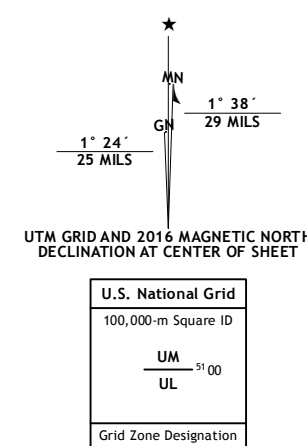 ★
MN
1° 38´
29 MILS
GN
1° 24´
25 MILS
UTM GRID AND 2016 MAGNETIC NORTH
DECLINATION AT CENTER OF SHEET
U.S. National Grid
100,000-m Square ID
UM
51 00
UL
Grid Zone Designation